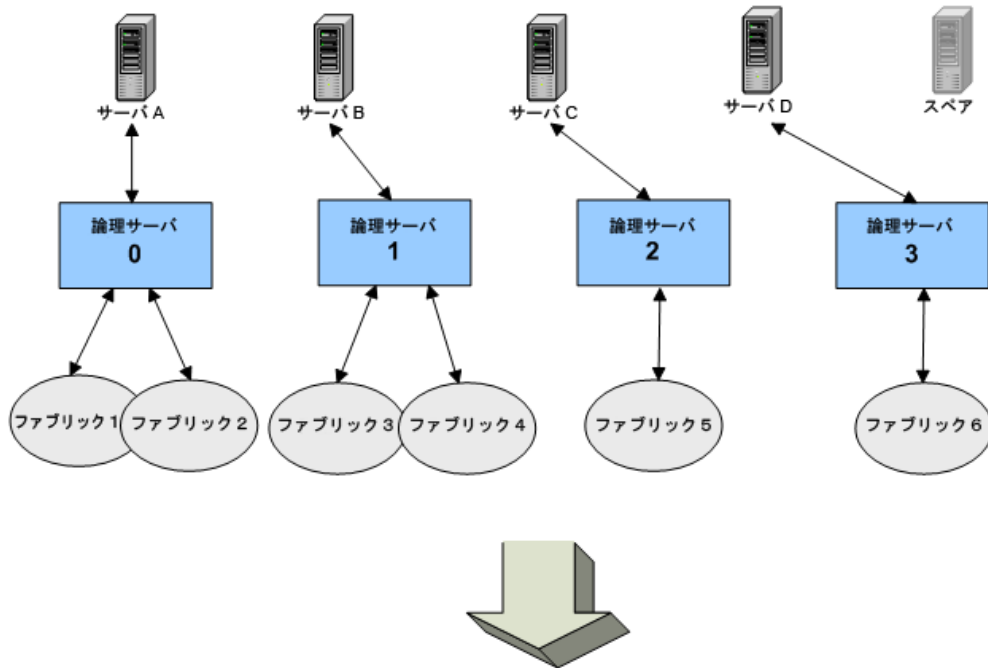 サーバ A
サーバ B
サーバ C
サーバ D
スペア
論理サーバ
0
論理サーバ
1
論理サーバ
2
論理サーバ
3
ファブリック 1
ファブリック 2
ファブリック 3
ファブリック 4
ファブリック 5
ファブリック 6